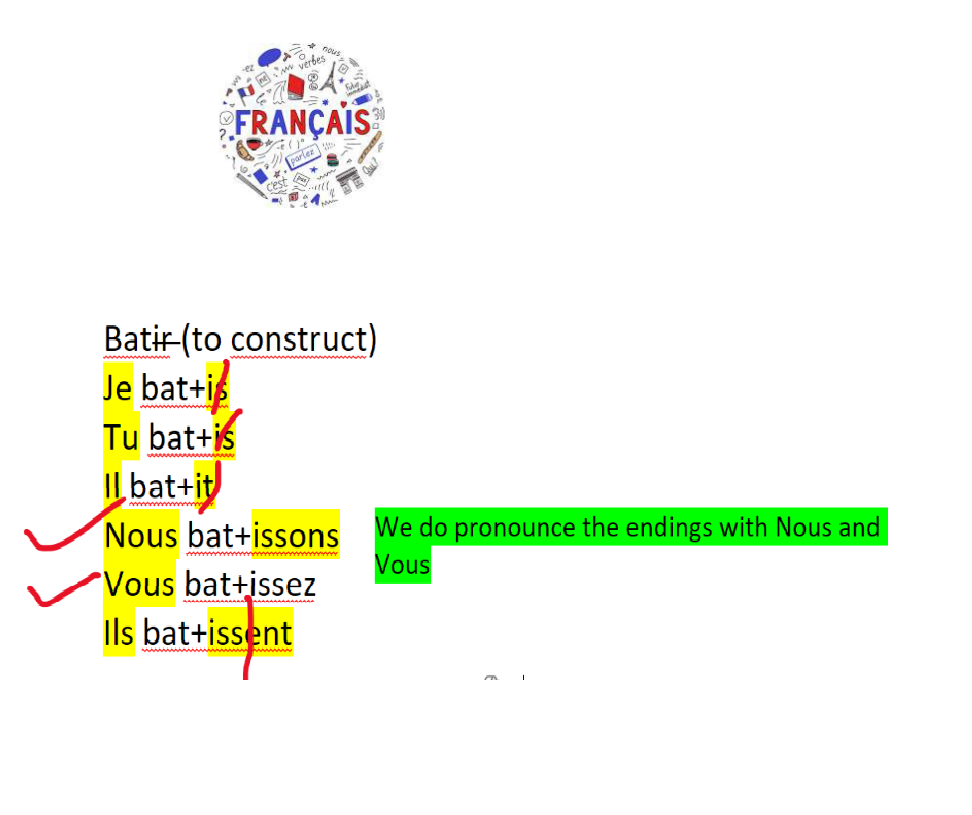 nous
verbes
FRANÇAIS
parlez
c'est
Batir (to construct)
Je bat+is
Tu bat+is
Il bat+it
Nous bat+issons
We do pronounce the endings with Nous and
Vous
Vous bat+issez
Ils bat+issent